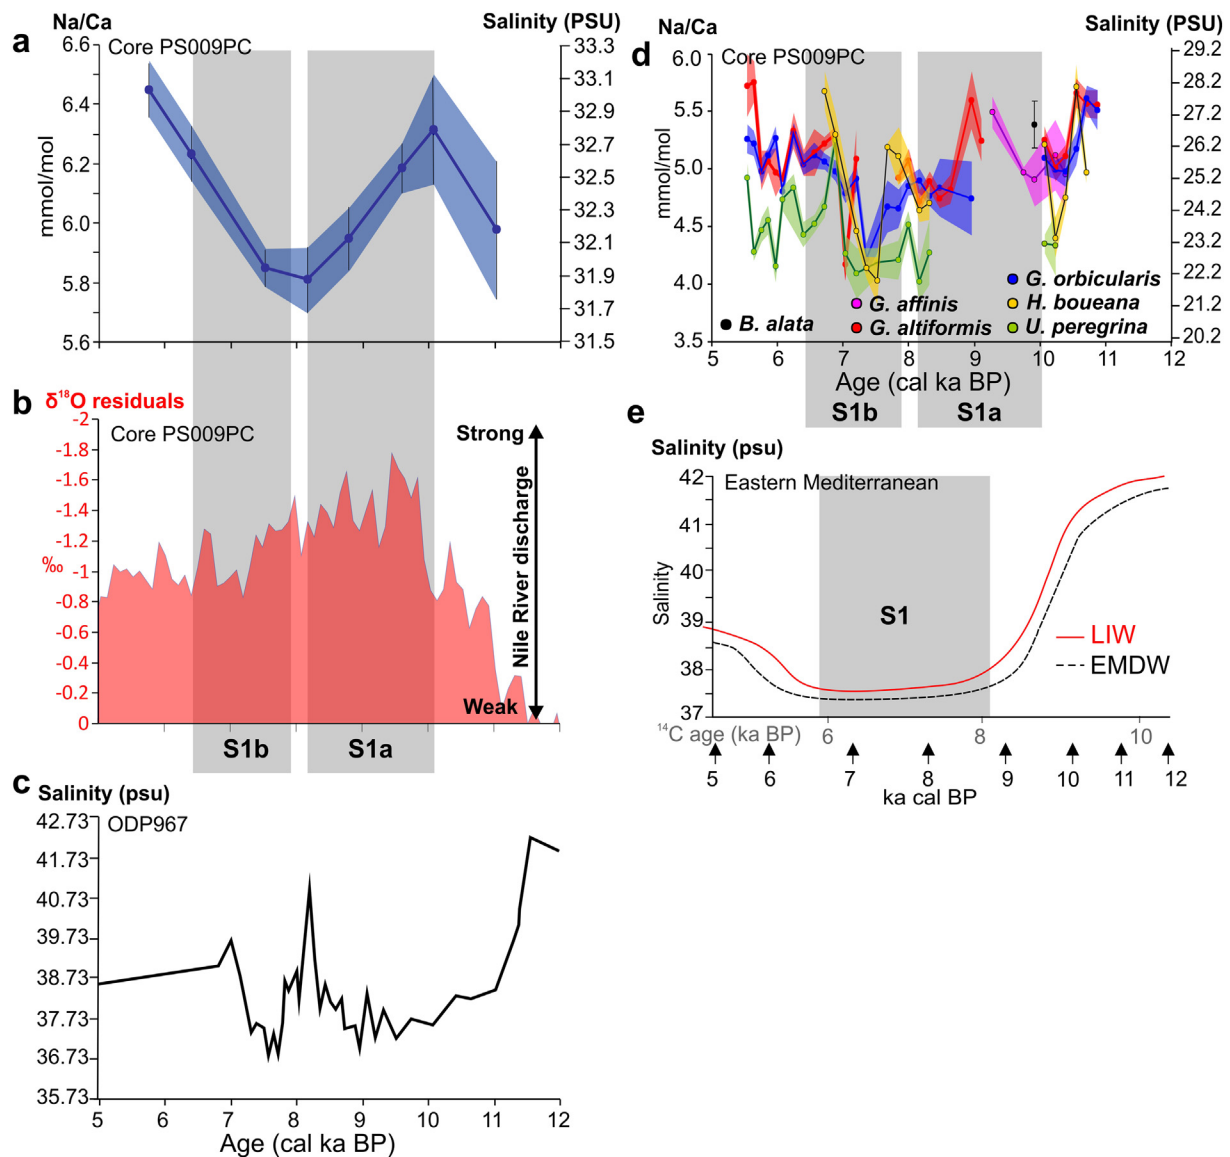 a
Na/Ca
Salinity (PSU)
Core PS009PC
6.6
6.4
6.2
6.0
5.8
5.6
mmol/mol
33.3
33.1
32.9
32.7
32.5
32.3
32.1
31.9
31.7
31.5
b
δ¹⁸O residuals
Core PS009PC
-2
-1.8
-1.6
-1.4
-1.2
-1
-0.8
-0.6
-0.4
-0.2
0
‰
Strong
Nile River discharge
Weak
S1b
S1a
c
Salinity (psu)
ODP967
42.73
41.73
40.73
39.73
38.73
37.73
36.73
35.73
5
6
7
8
9
10
11
12
Age (cal ka BP)
d
Na/Ca
Salinity (PSU)
Core PS009PC
6.0
5.5
5.0
4.5
4.0
3.5
mmol/mol
29.2
28.2
27.2
26.2
25.2
24.2
23.2
22.2
21.2
20.2
B. alata
G. affinis
G. altiformis
G. orbicularis
H. boueana
U. peregrina
5
6
7
8
9
10
11
12
Age (cal ka BP)
S1b
S1a
e
Salinity (psu)
Eastern Mediterranean
42
41
40
39
38
37
Salinity
S1
LIW
EMDW
¹⁴C age (ka BP)
6
8
10
5
6
7
8
9
10
11
12
ka cal BP